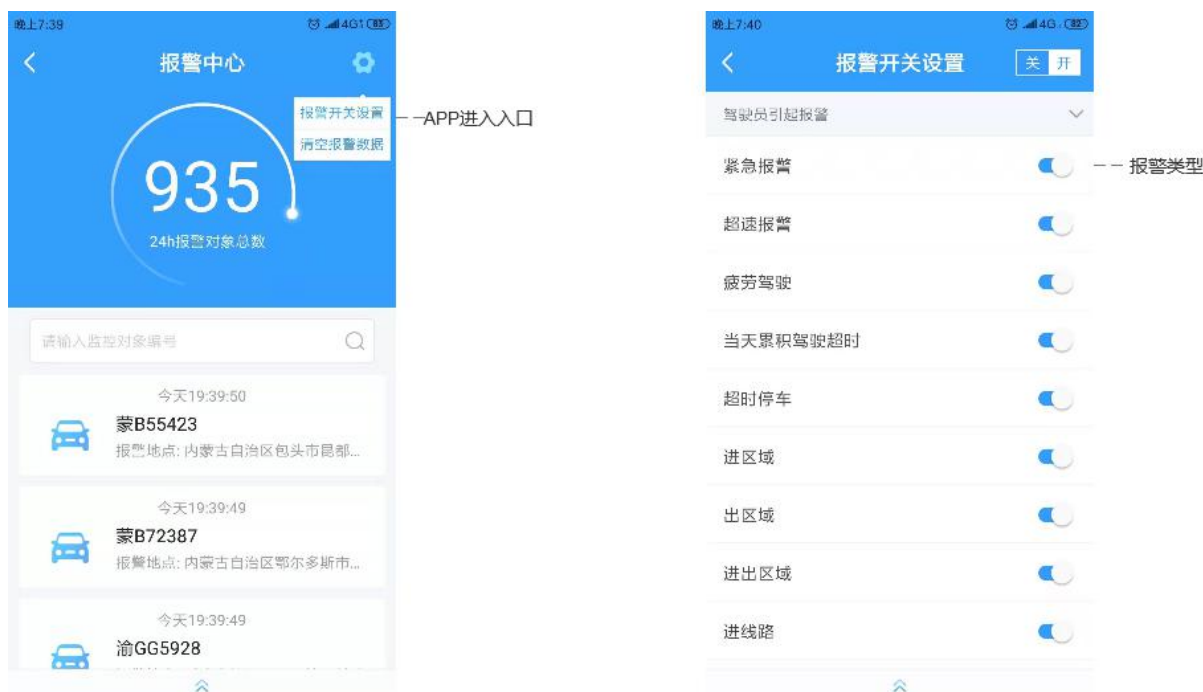 晚上7:39
4G
83
报警中心
报警开关设置
APP进入入口
清空报警数据
935
24h报警对象总数
请输入监控对象编号
今天19:39:50
蒙B55423
报警地点: 内蒙古自治区包头市昆都...
今天19:39:49
蒙B72387
报警地点: 内蒙古自治区鄂尔多斯市...
今天19:39:49
渝GG5928
晚上7:40
4G
82
报警开关设置
关 开
驾驶员引起报警
紧急报警
报警类型
超速报警
疲劳驾驶
当天累积驾驶超时
超时停车
进区域
出区域
进出区域
进线路